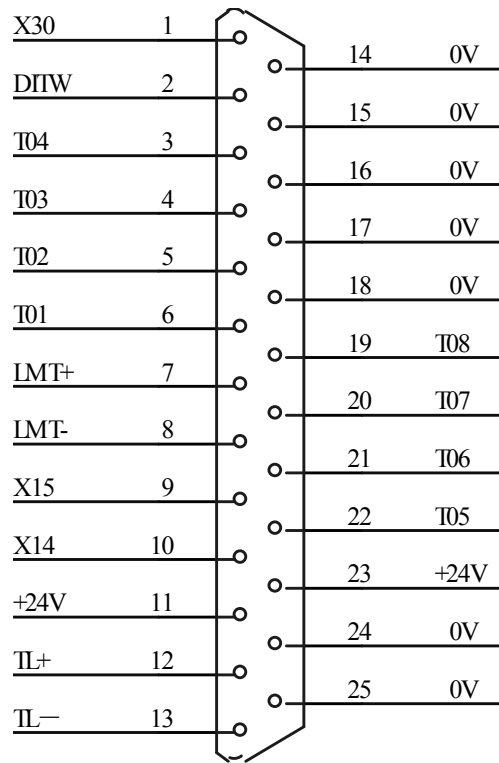 X30 1
14 0V
DITW 2
15 0V
T04 3
16 0V
T03 4
17 0V
T02 5
18 0V
T01 6
19 T08
LMT+ 7
20 T07
LMT- 8
21 T06
X15 9
22 T05
X14 10
23 +24V
+24V 11
24 0V
TL+ 12
25 0V
TL— 13